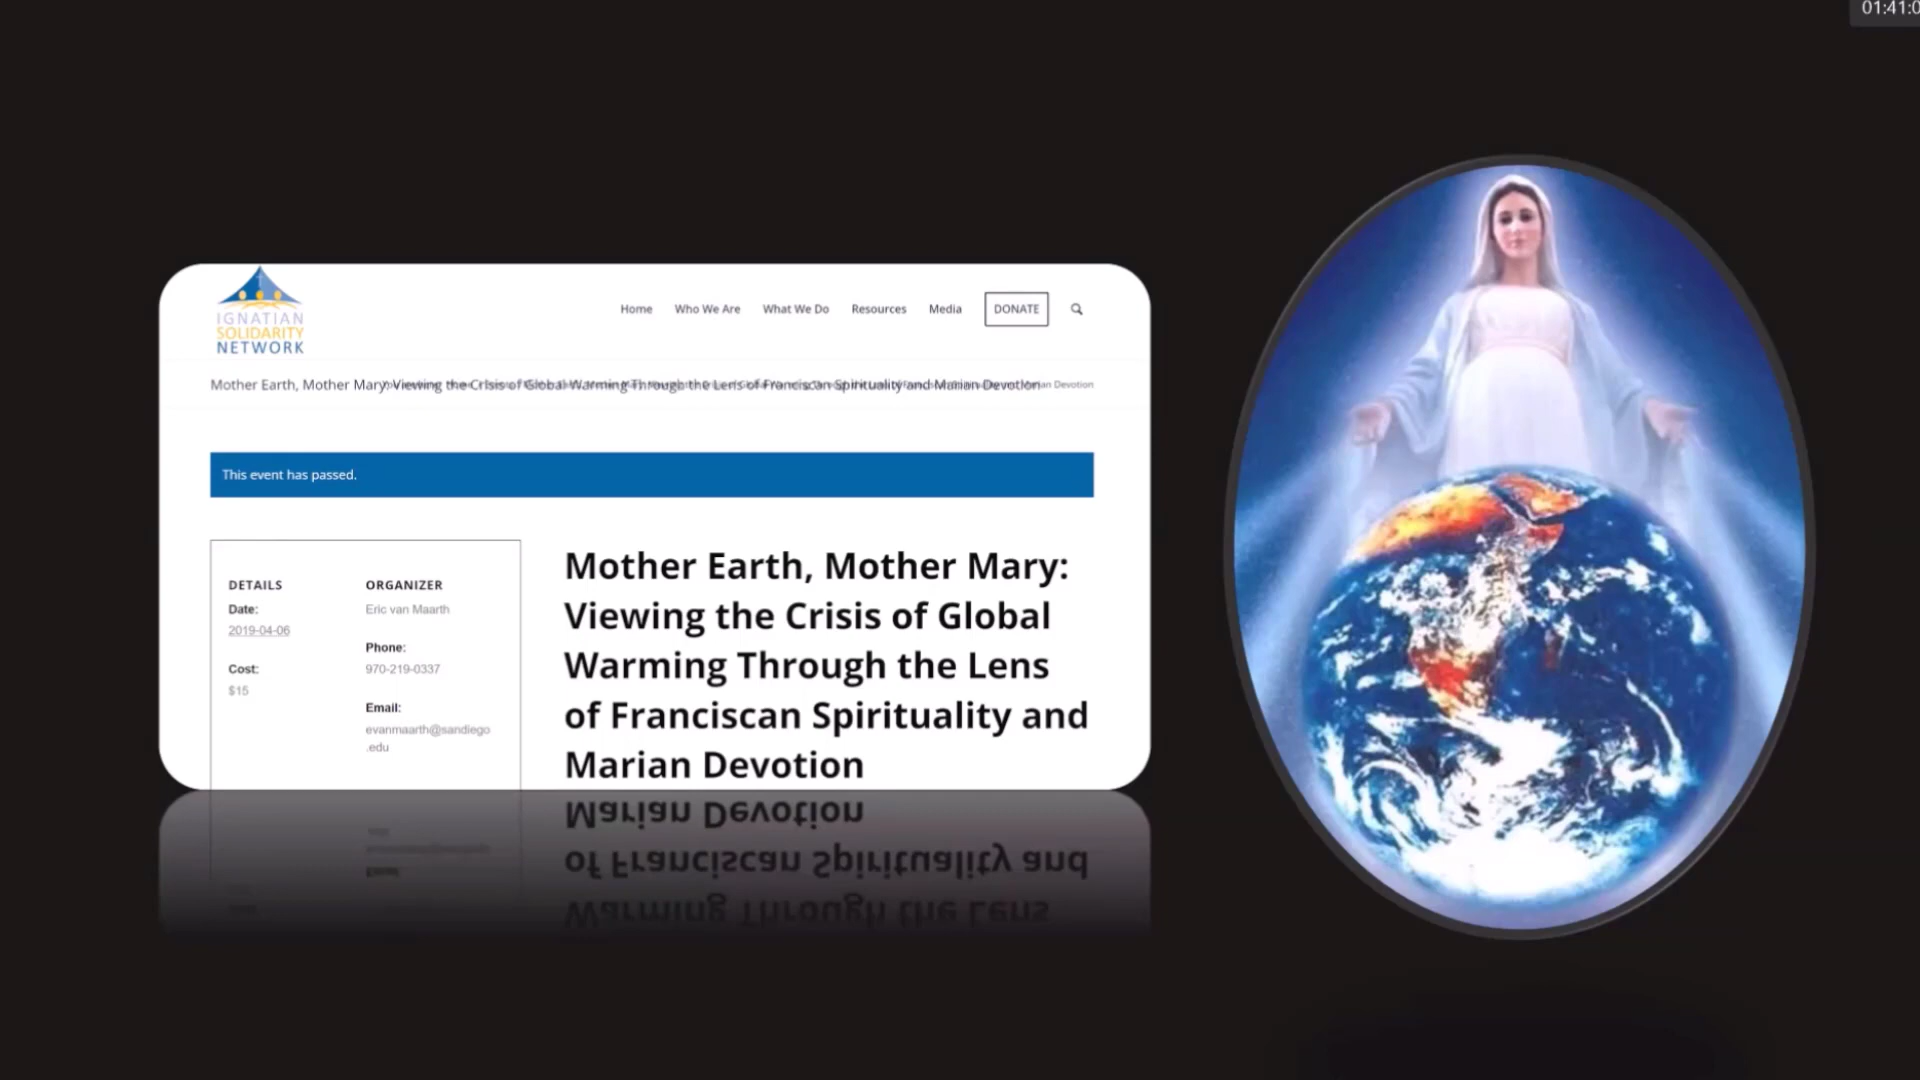 01:41:0
IGNATIAN
SOLIDARITY
NETWORK
Home Who We Are What We Do Resources Media DONATE
Mother Earth, Mother Mary: Viewing the Crisis of Global Warming Through the Lens of Franciscan Spirituality and Marian Devotion
Marian Devotion
This event has passed.
DETAILS
Date:
2019-04-06
Cost:
$15
ORGANIZER
Eric van Maarth
Phone:
970-219-0337
Email:
evanmaarth@sandiego
.edu
Mother Earth, Mother Mary:
Viewing the Crisis of Global
Warming Through the Lens
of Franciscan Spirituality and
Marian Devotion